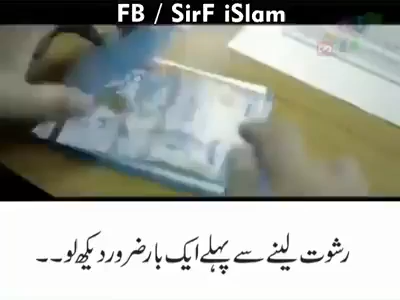 FB / SirF iSlam
رشوت لینے سے پہلے ایک بار ضرور دیکھ لو۔۔